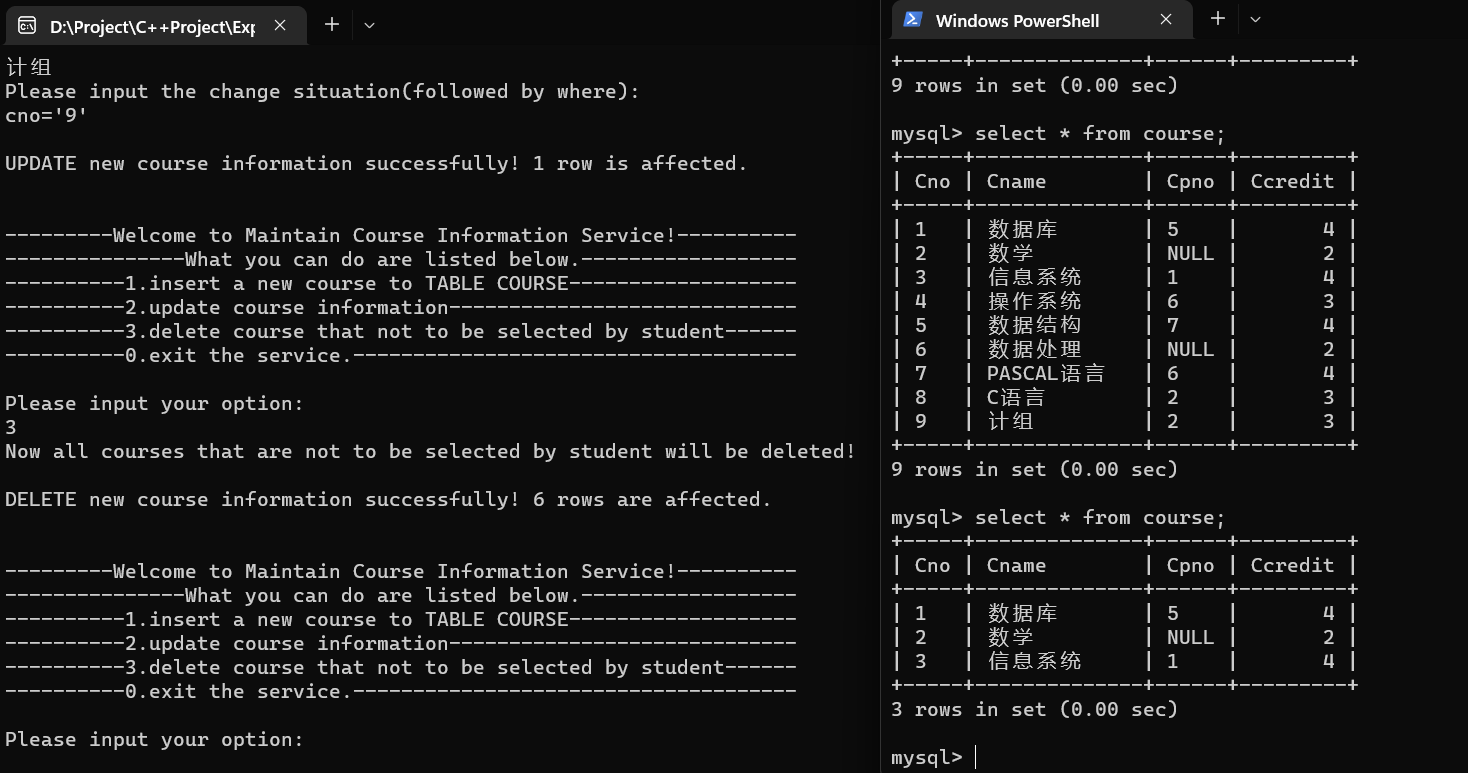 D:\Project\C++Project\Exp
计组
Please input the change situation(followed by where):
cno='9'
UPDATE new course information successfully! 1 row is affected.
---------Welcome to Maintain Course Information Service!----------
---------------What you can do are listed below.------------------
----------1.insert a new course to TABLE COURSE-------------------
----------2.update course information-----------------------------
----------3.delete course that not to be selected by student------
----------0.exit the service.-------------------------------------
Please input your option:
3
Now all courses that are not to be selected by student will be deleted!
DELETE new course information successfully! 6 rows are affected.
---------Welcome to Maintain Course Information Service!----------
---------------What you can do are listed below.------------------
----------1.insert a new course to TABLE COURSE-------------------
----------2.update course information-----------------------------
----------3.delete course that not to be selected by student------
----------0.exit the service.-------------------------------------
Please input your option:
Windows PowerShell
+-----+--------------+------+---------+
9 rows in set (0.00 sec)
mysql> select * from course;
+-----+--------------+------+---------+
| Cno | Cname        | Cpno | Ccredit |
+-----+--------------+------+---------+
| 1   | 数据库       | 5    |       4 |
| 2   | 数学         | NULL |       2 |
| 3   | 信息系统     | 1    |       4 |
| 4   | 操作系统     | 6    |       3 |
| 5   | 数据结构     | 7    |       4 |
| 6   | 数据处理     | NULL |       2 |
| 7   | PASCAL语言   | 6    |       4 |
| 8   | C语言        | 2    |       3 |
| 9   | 计组         | 2    |       3 |
+-----+--------------+------+---------+
9 rows in set (0.00 sec)
mysql> select * from course;
+-----+--------------+------+---------+
| Cno | Cname        | Cpno | Ccredit |
+-----+--------------+------+---------+
| 1   | 数据库       | 5    |       4 |
| 2   | 数学         | NULL |       2 |
| 3   | 信息系统     | 1    |       4 |
+-----+--------------+------+---------+
3 rows in set (0.00 sec)
mysql>